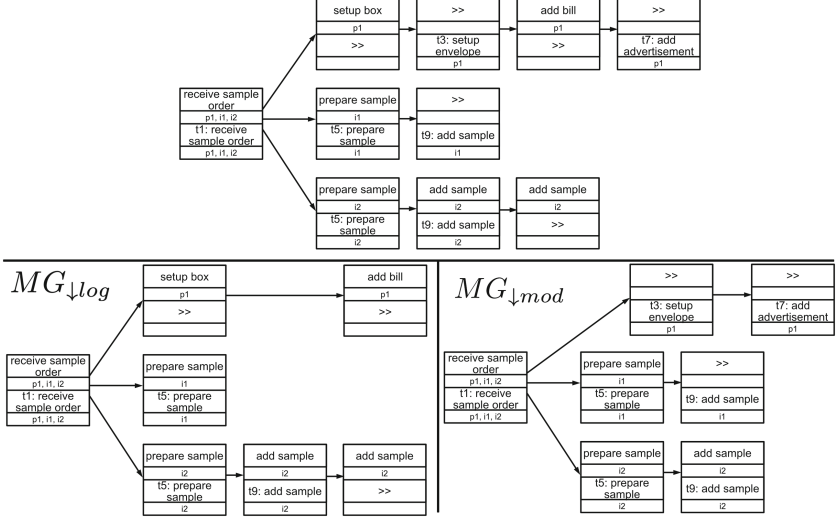 setup box
p1
>>
>>
t3: setup
envelope
p1
add bill
p1
>>
>>
t7: add
advertisement
p1
receive sample
order
p1, i1, i2
t1: receive
sample order
p1, i1, i2
prepare sample
i1
t5: prepare
sample
i1
>>
t9: add sample
i1
prepare sample
i2
t5: prepare
sample
i2
add sample
i2
t9: add sample
i2
add sample
i2
>>
MG↓log
setup box
p1
>>
add bill
p1
>>
receive sample
order
p1, i1, i2
t1: receive
sample order
p1, i1, i2
prepare sample
i1
t5: prepare
sample
i1
prepare sample
i2
t5: prepare
sample
i2
add sample
i2
t9: add sample
i2
add sample
i2
>>
MG↓mod
>>
t3: setup
envelope
p1
>>
t7: add
advertisement
p1
receive sample
order
p1, i1, i2
t1: receive
sample order
p1, i1, i2
prepare sample
i1
t5: prepare
sample
i1
>>
t9: add sample
i1
prepare sample
i2
t5: prepare
sample
i2
add sample
i2
t9: add sample
i2